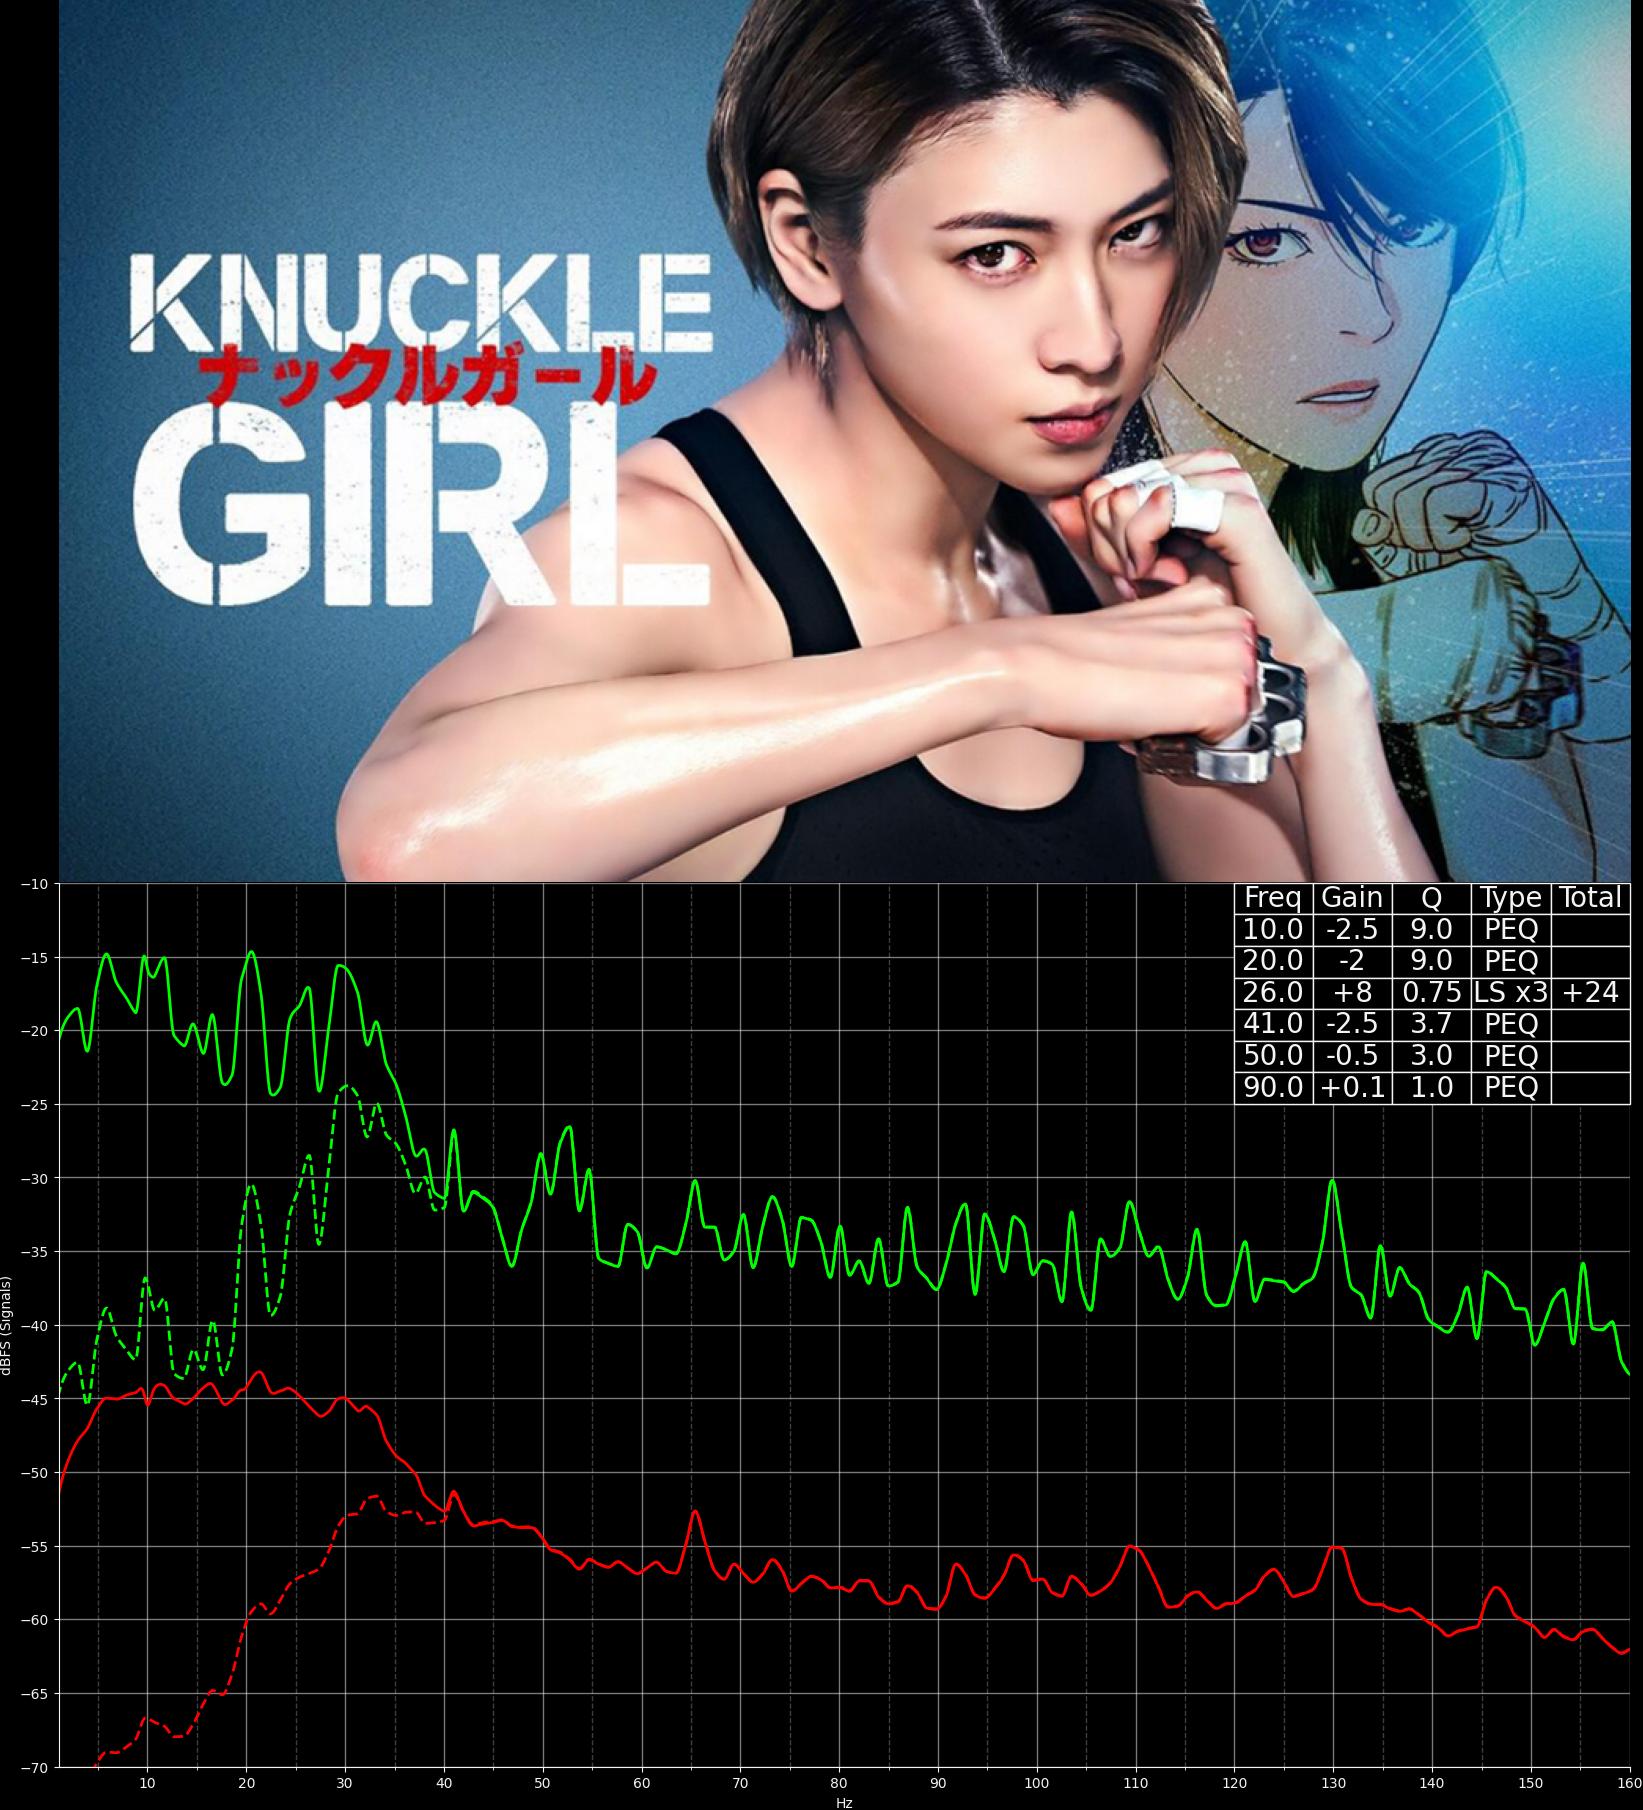 KNUCKLE
ナックルガール
GIRL
Freq Gain Q Type Total
10.0 -2.5 9.0 PEQ
20.0 -2 9.0 PEQ
26.0 +8 0.75 LS x3 +24
41.0 -2.5 3.7 PEQ
50.0 -0.5 3.0 PEQ
90.0 +0.1 1.0 PEQ
−10
−15
−20
−25
−30
−35
−40
−45
−50
−55
−60
−65
−70
dBFS (Signals)
10 20 30 40 50 60 70 80 90 100 110 120 130 140 150 160
Hz